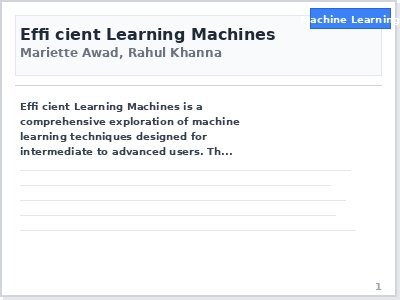 achine Learning
Effi cient Learning Machines
Mariette Awad, Rahul Khanna
Effi cient Learning Machines is a
comprehensive exploration of machine
learning techniques designed for
intermediate to advanced users. Th...
1